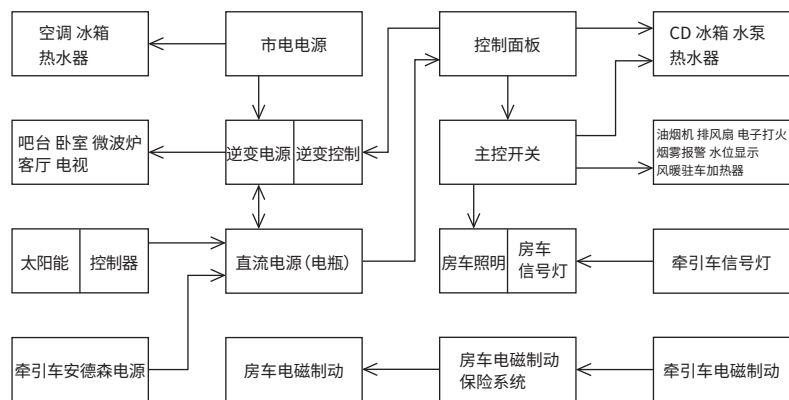 空调 冰箱
热水器
市电电源
控制面板
CD 冰箱 水泵
热水器
吧台 卧室 微波炉
客厅 电视
逆变电源
逆变控制
主控开关
油烟机 排风扇 电子打火
烟雾报警 水位显示
风暖驻车加热器
太阳能
控制器
直流电源(电瓶)
房车照明
房车
信号灯
牵引车信号灯
牵引车安德森电源
房车电磁制动
房车电磁制动
保险系统
牵引车电磁制动